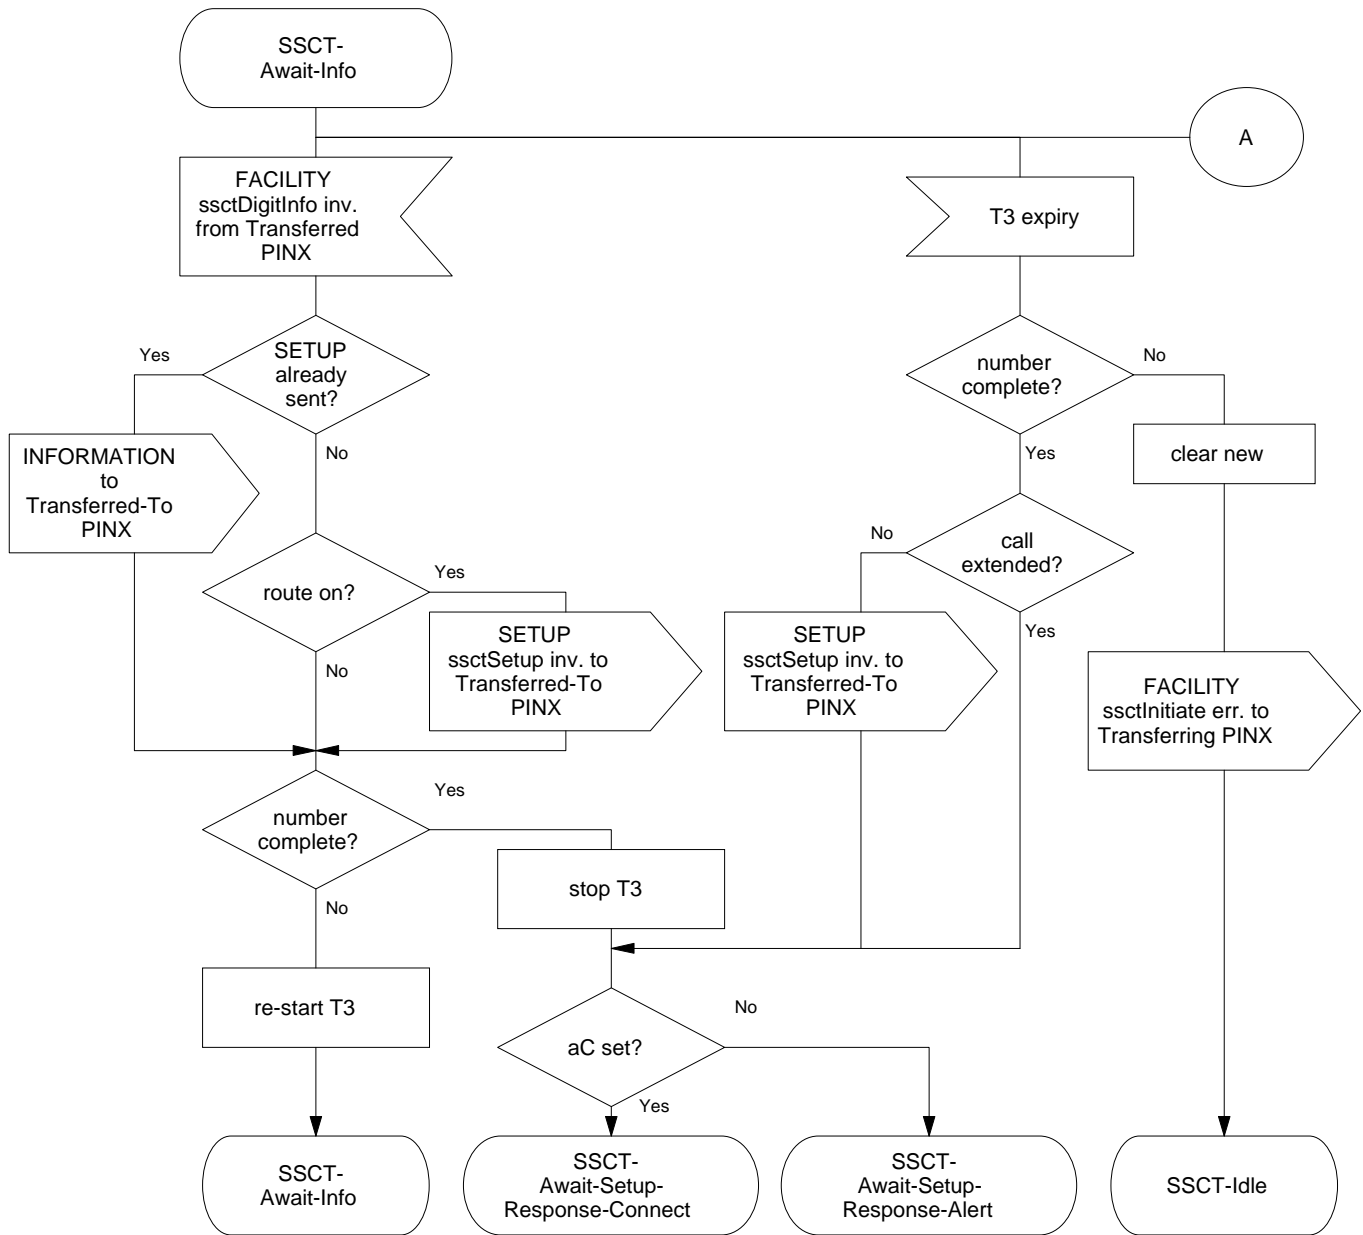 SSCT-
Await-Info
A
FACILITY
ssctDigitInfo inv.
from Transferred
PINX
T3 expiry
Yes
SETUP
already
sent?
No
number
complete?
No
Yes
INFORMATION
to
Transferred-To
PINX
clear new
route on?
Yes
No
No
call
extended?
Yes
SETUP
ssctSetup inv. to
Transferred-To
PINX
SETUP
ssctSetup inv. to
Transferred-To
PINX
FACILITY
ssctInitiate err. to
Transferring PINX
number
complete?
Yes
No
stop T3
re-start T3
aC set?
No
Yes
SSCT-
Await-Info
SSCT-
Await-Setup-
Response-Connect
SSCT-
Await-Setup-
Response-Alert
SSCT-Idle